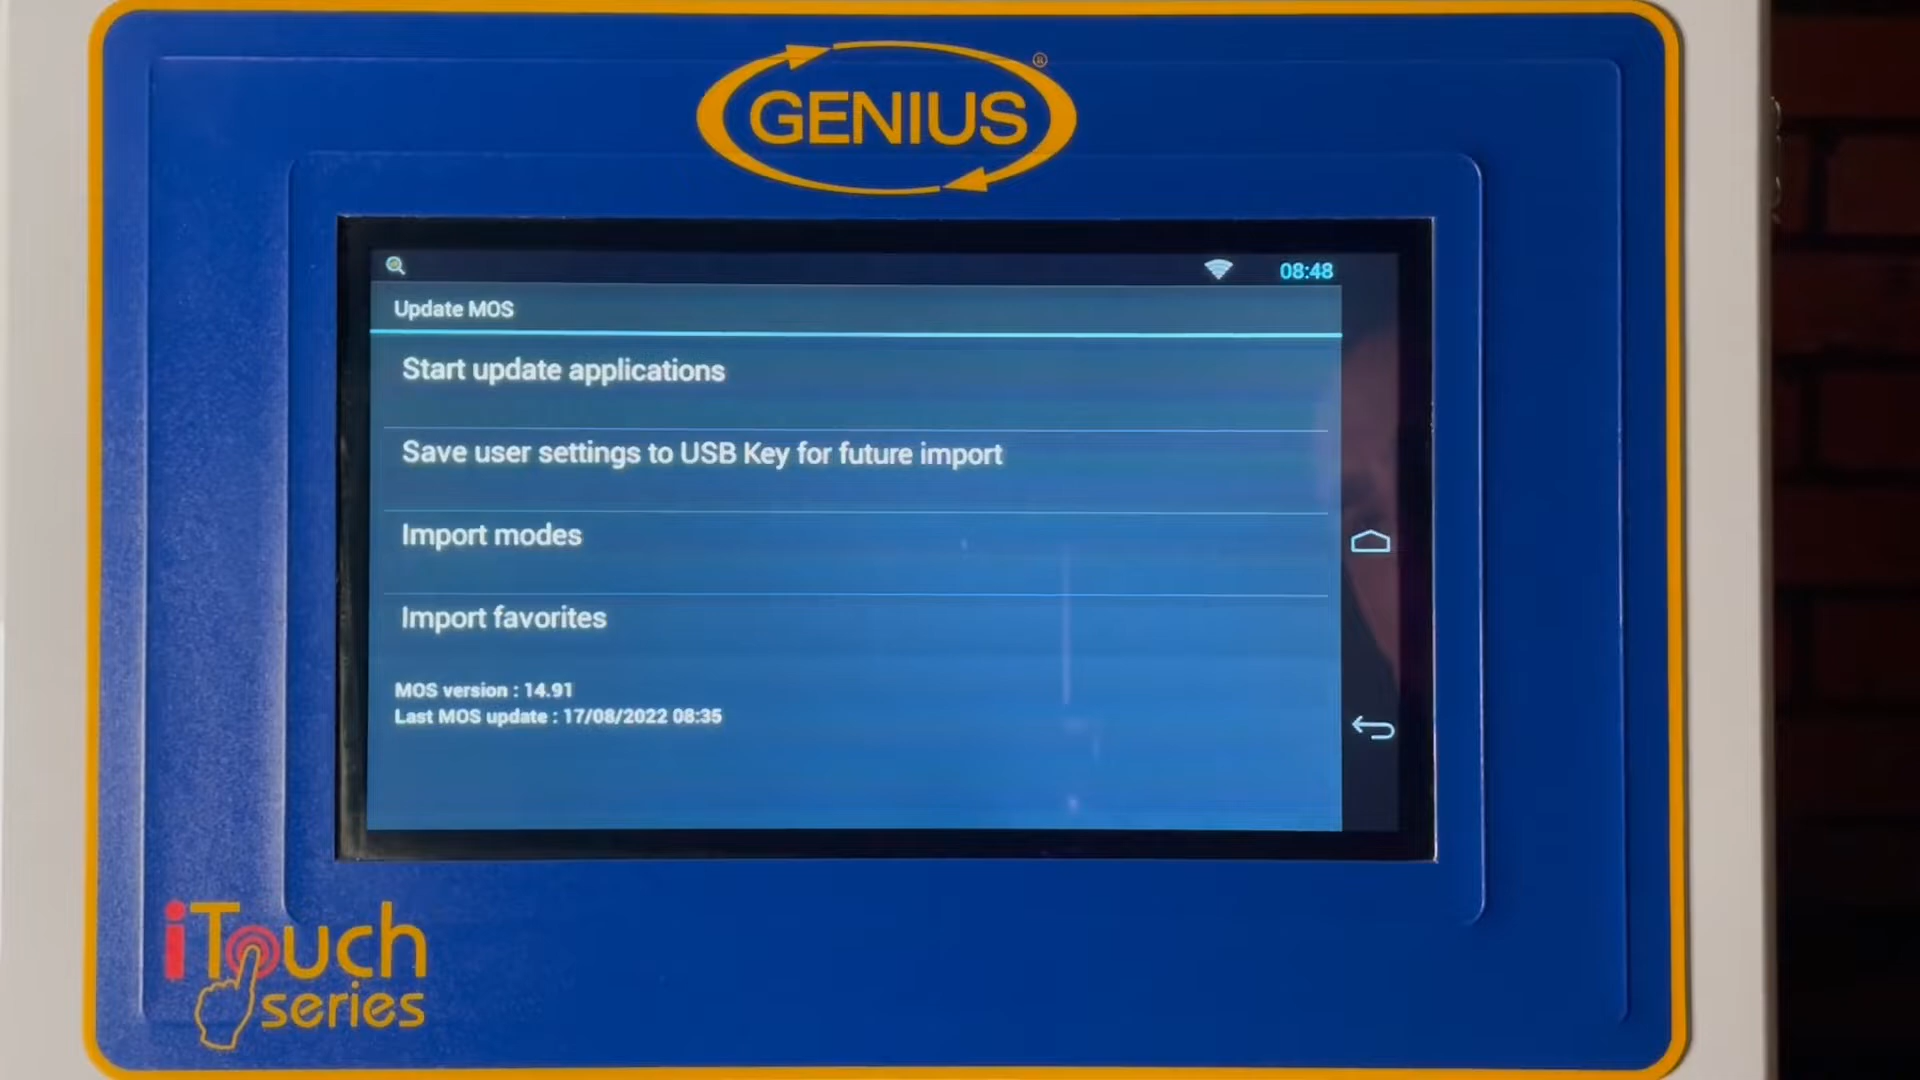 GENIUS®
08:48
Update MOS
Start update applications
Save user settings to USB Key for future import
Import modes
Import favorites
MOS version : 14.91
Last MOS update : 17/08/2022 08:35
iTouch
series